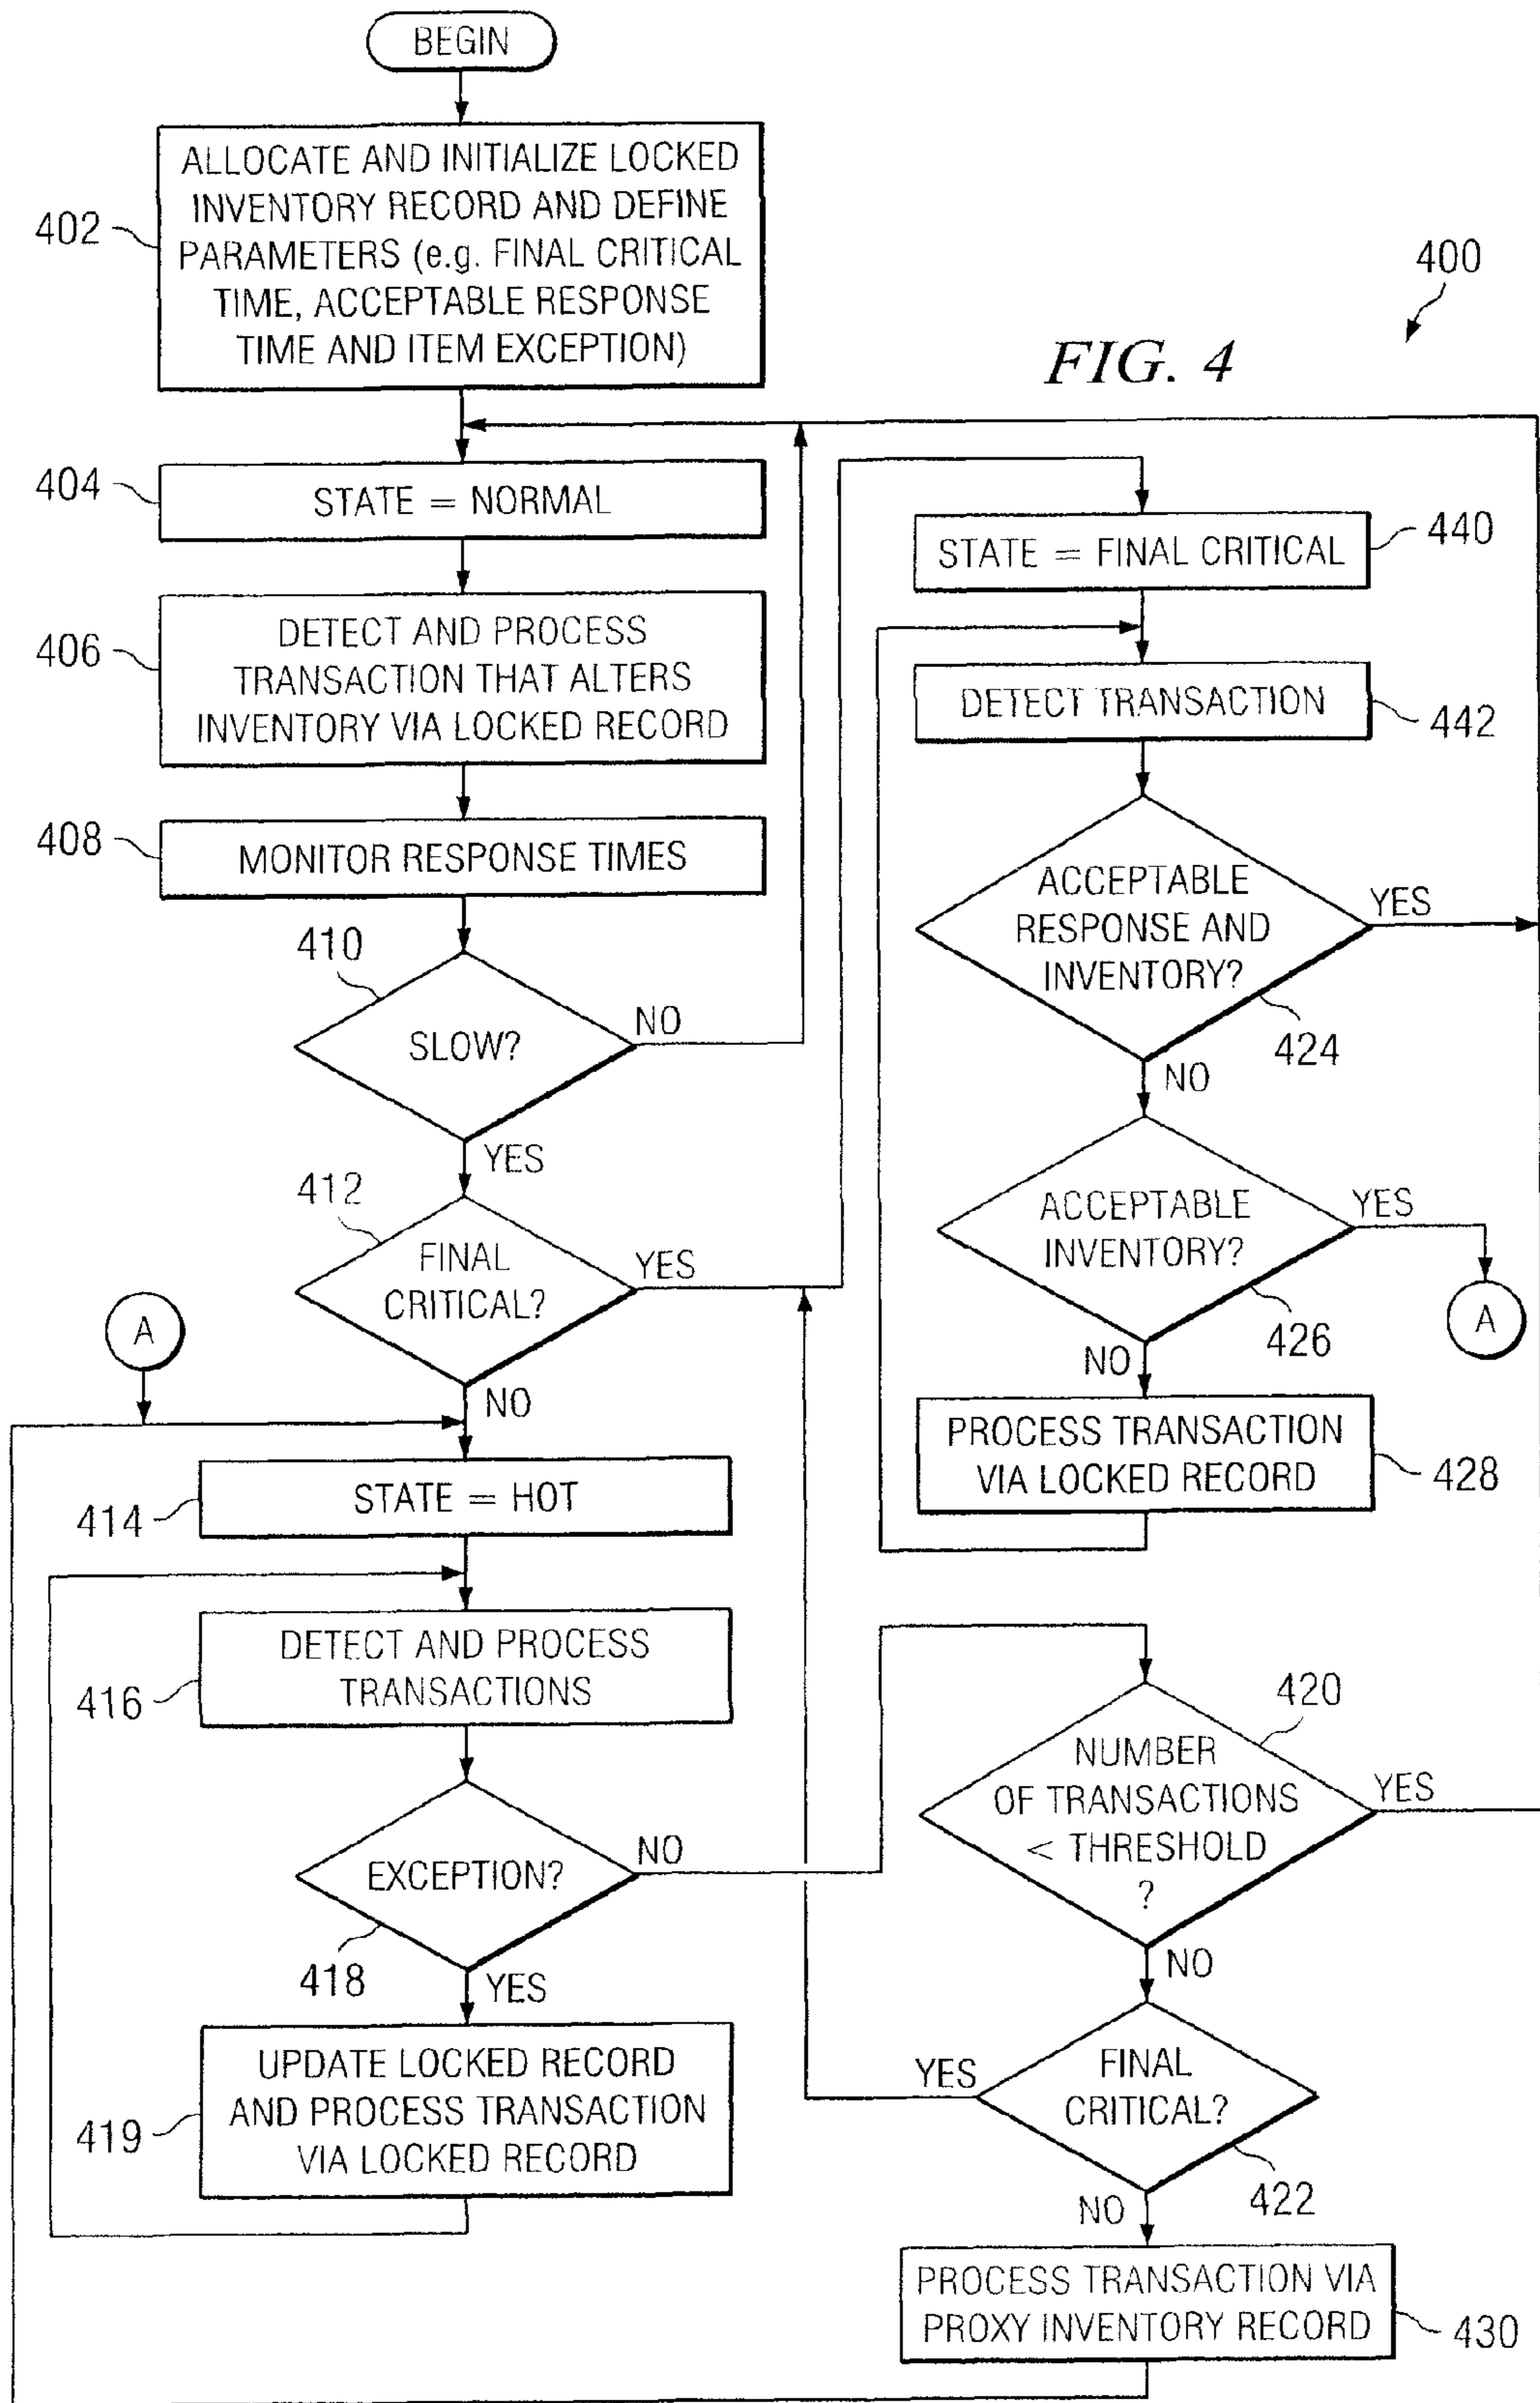 BEGIN
402
ALLOCATE AND INITIALIZE LOCKED
INVENTORY RECORD AND DEFINE
PARAMETERS (e.g. FINAL CRITICAL
TIME, ACCEPTABLE RESPONSE
TIME AND ITEM EXCEPTION)
400
FIG. 4
404
STATE = NORMAL
406
DETECT AND PROCESS
TRANSACTION THAT ALTERS
INVENTORY VIA LOCKED RECORD
408
MONITOR RESPONSE TIMES
410
SLOW?
NO
YES
412
FINAL
CRITICAL?
YES
NO
A
414
STATE = HOT
416
DETECT AND PROCESS
TRANSACTIONS
EXCEPTION?
NO
418
YES
419
UPDATE LOCKED RECORD
AND PROCESS TRANSACTION
VIA LOCKED RECORD
STATE = FINAL CRITICAL
440
DETECT TRANSACTION
442
ACCEPTABLE
RESPONSE AND
INVENTORY?
YES
424
NO
ACCEPTABLE
INVENTORY?
YES
426
A
NO
PROCESS TRANSACTION
VIA LOCKED RECORD
428
420
NUMBER
OF TRANSACTIONS
< THRESHOLD
?
YES
NO
FINAL
CRITICAL?
YES
422
NO
PROCESS TRANSACTION VIA
PROXY INVENTORY RECORD
430